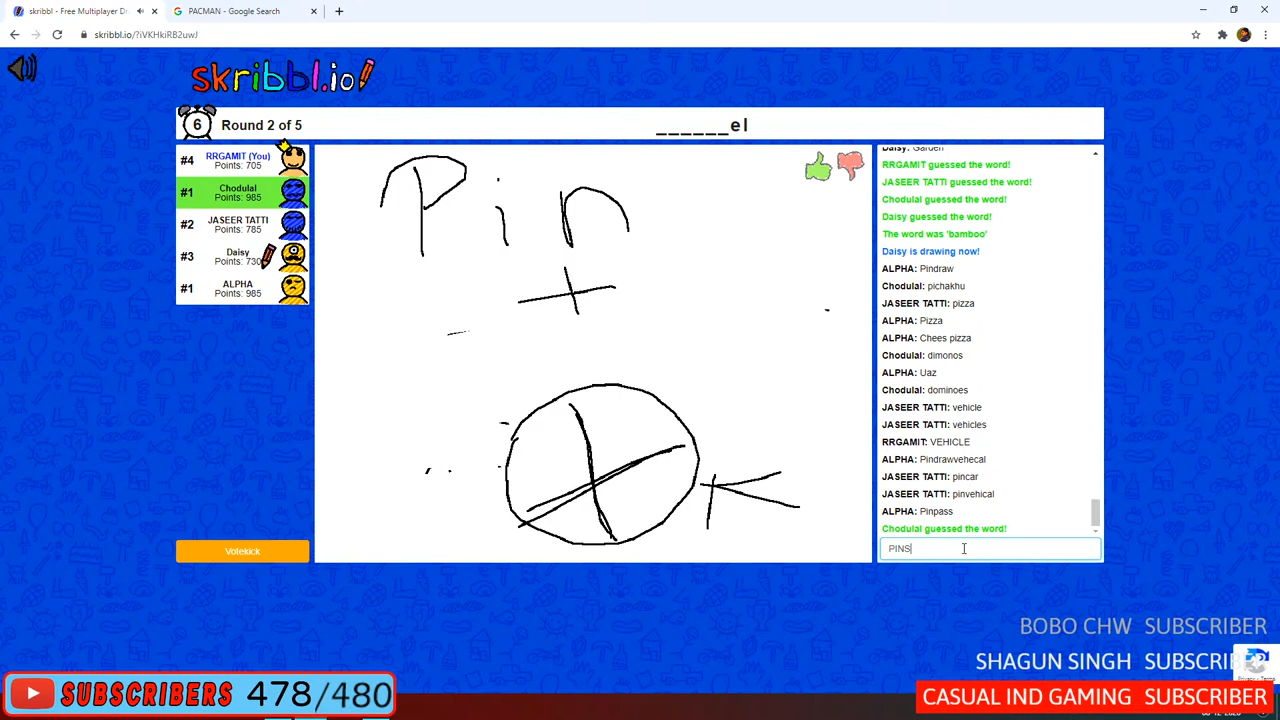 skribbl - Free Multiplayer Dr
PACMAN - Google Search
skribbl.io/?iVKHkiRB2uwJ
skribbl.io
6
Round 2 of 5
______el
#4 RRGAMIT (You)
Points: 705
#1 Chodulal
Points: 985
#2 JASEER TATTI
Points: 785
#3 Daisy
Points: 730
#1 ALPHA
Points: 985
Votekick
Pin
+
K
Daisy: Garden
RRGAMIT guessed the word!
JASEER TATTI guessed the word!
Chodulal guessed the word!
Daisy guessed the word!
The word was 'bamboo'
Daisy is drawing now!
ALPHA: Pindraw
Chodulal: pichakhu
JASEER TATTI: pizza
ALPHA: Pizza
ALPHA: Chees pizza
Chodulal: dimonos
ALPHA: Uaz
Chodulal: dominoes
JASEER TATTI: vehicle
JASEER TATTI: vehicles
RRGAMIT: VEHICLE
ALPHA: Pindrawvehecal
JASEER TATTI: pincar
JASEER TATTI: pinvehical
ALPHA: Pinpass
Chodulal guessed the word!
PINS
BOBO CHW SUBSCRIBER
SHAGUN SINGH SUBSCRI
CASUAL IND GAMING SUBSCRIBER
SUBSCRIBERS 478/480
Privacy - Terms